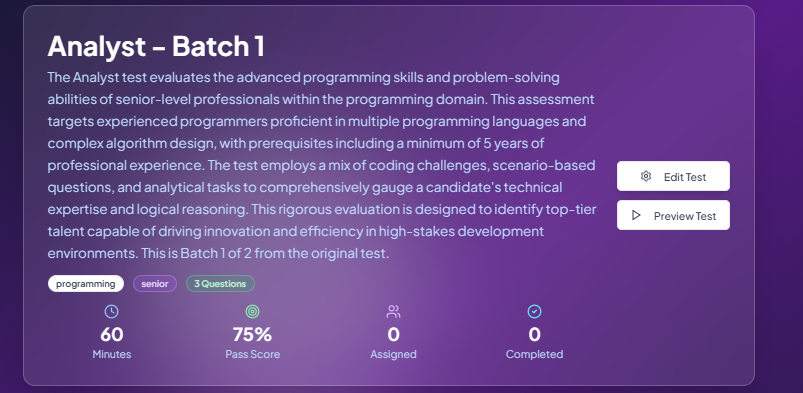 Analyst – Batch 1
The Analyst test evaluates the advanced programming skills and problem-solving
abilities of senior-level professionals within the programming domain. This assessment
targets experienced programmers proficient in multiple programming languages and
complex algorithm design, with prerequisites including a minimum of 5 years of
professional experience. The test employs a mix of coding challenges, scenario-based
questions, and analytical tasks to comprehensively gauge a candidate's technical
expertise and logical reasoning. This rigorous evaluation is designed to identify top-tier
talent capable of driving innovation and efficiency in high-stakes development
environments. This is Batch 1 of 2 from the original test.
Edit Test
Preview Test
programming senior 3 Questions
60 75% 0 0
Minutes Pass Score Assigned Completed